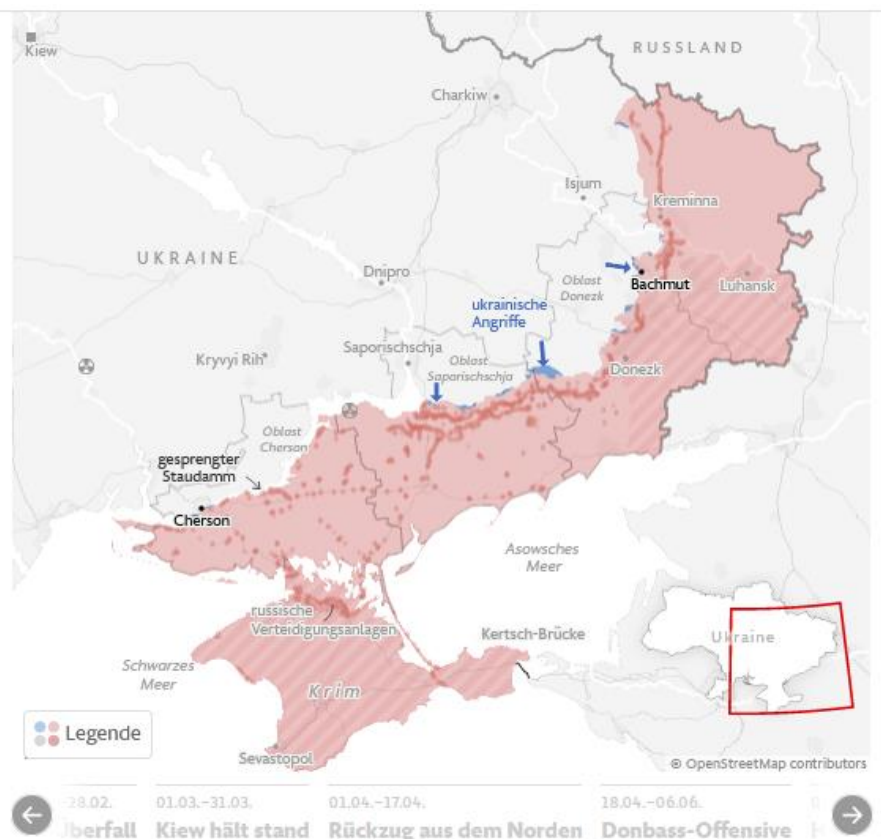 Kiew
RUSSLAND
Charkiw
Isjum
Kreminna
UKRAINE
Dnipro
Oblast
Donezk
Bachmut
Luhansk
ukrainische
Angriffe
Saporischschja
Kryvyi Rih
Oblast
Saporischschja
Donezk
Oblast
Cherson
gesprengter
Staudamm
Cherson
Asowsches
Meer
russische
Verteidigungsanlagen
Kertsch-Brücke
Ukraine
Schwarzes
Meer
Krim
Legende
Sevastopol
© OpenStreetMap contributors
28.02.
01.03.–31.03.
01.04.–17.04.
18.04.–06.06.
Überfall
Kiew hält stand
Rückzug aus dem Norden
Donbass-Offensive